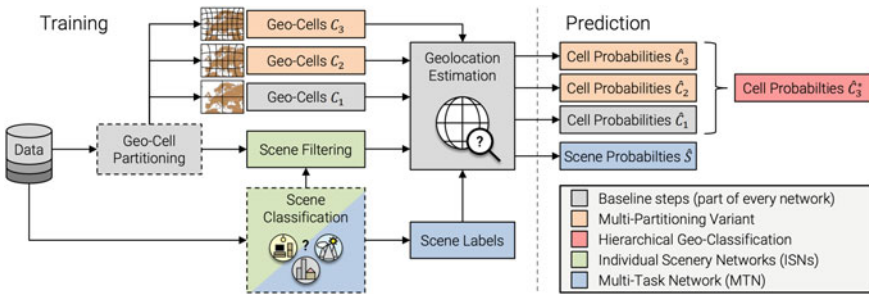 Training
Prediction
Geo-Cells C₃
Geo-Cells C₂
Geo-Cells C₁
Geolocation
Estimation
?
Data
Geo-Cell
Partitioning
Scene Filtering
Scene
Classification
?
Scene Labels
Cell Probabilities Ĉ₃
Cell Probabilities Ĉ₂
Cell Probabilities Ĉ₁
Scene Probabilties Ŝ
Cell Probabilties Ĉ₃*
Baseline steps (part of every network)
Multi-Partitioning Variant
Hierarchical Geo-Classification
Individual Scenery Networks (ISNs)
Multi-Task Network (MTN)